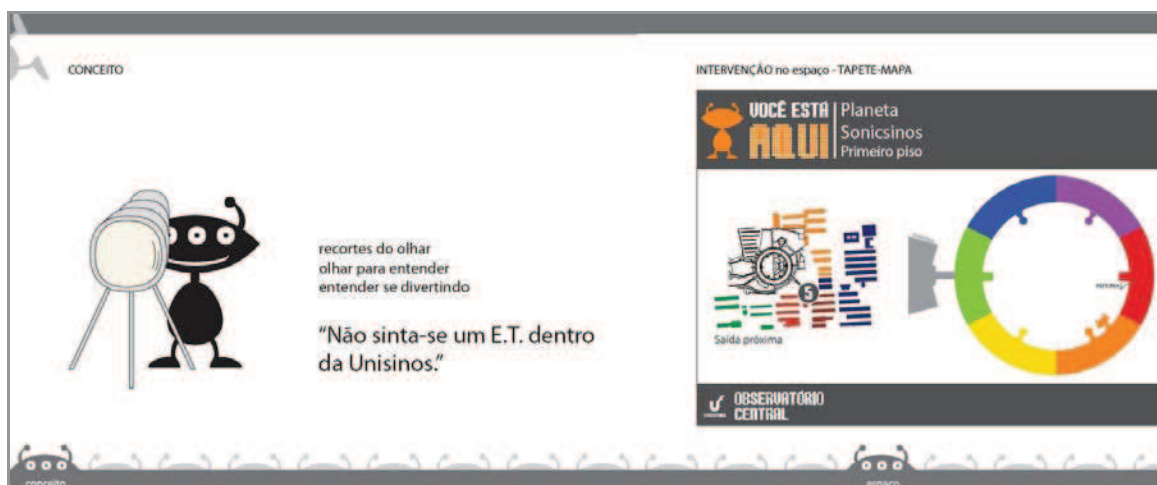 CONCEITO
recortes do olhar
olhar para entender
entender se divertindo
"Não sinta-se um E.T. dentro
da Unisinos."
INTERVENÇÃO no espaço - TAPETE-MAPA
VOCÊ ESTÁ
AQUI
Planeta
Sonicsinos
Primeiro piso
5
Saída próxima
OBSERVATÓRIO
CENTRAL
conceito
espaço